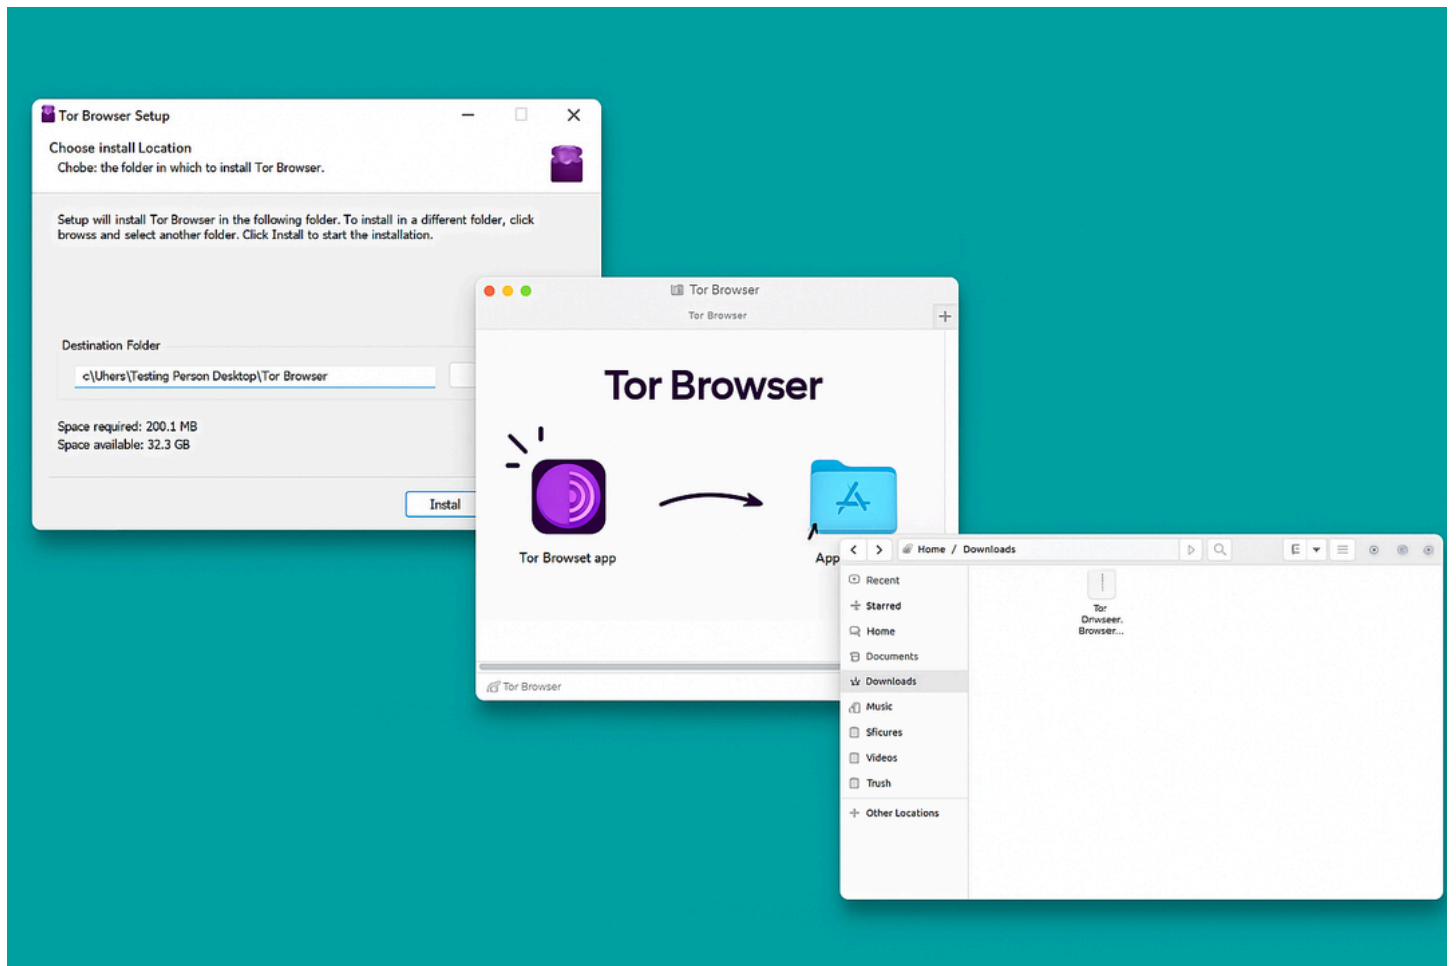 Tor Browser Setup
Choose install Location
Chobe: the folder in which to install Tor Browser.
Setup will install Tor Browser in the following folder. To install in a different folder, click
browss and select another folder. Click Install to start the installation.
Destination Folder
c\Uhers\Testing Person Desktop\Tor Browser
Space required: 200.1 MB
Space available: 32.3 GB
Instal
Tor Browser
Tor Browser
Tor Browser
Tor Browset app
App
Tor Browser
Home / Downloads
Recent
Starred
Home
Documents
Downloads
Music
Sficures
Videos
Trush
Other Locations
Tor
Driwseer.
Browser...